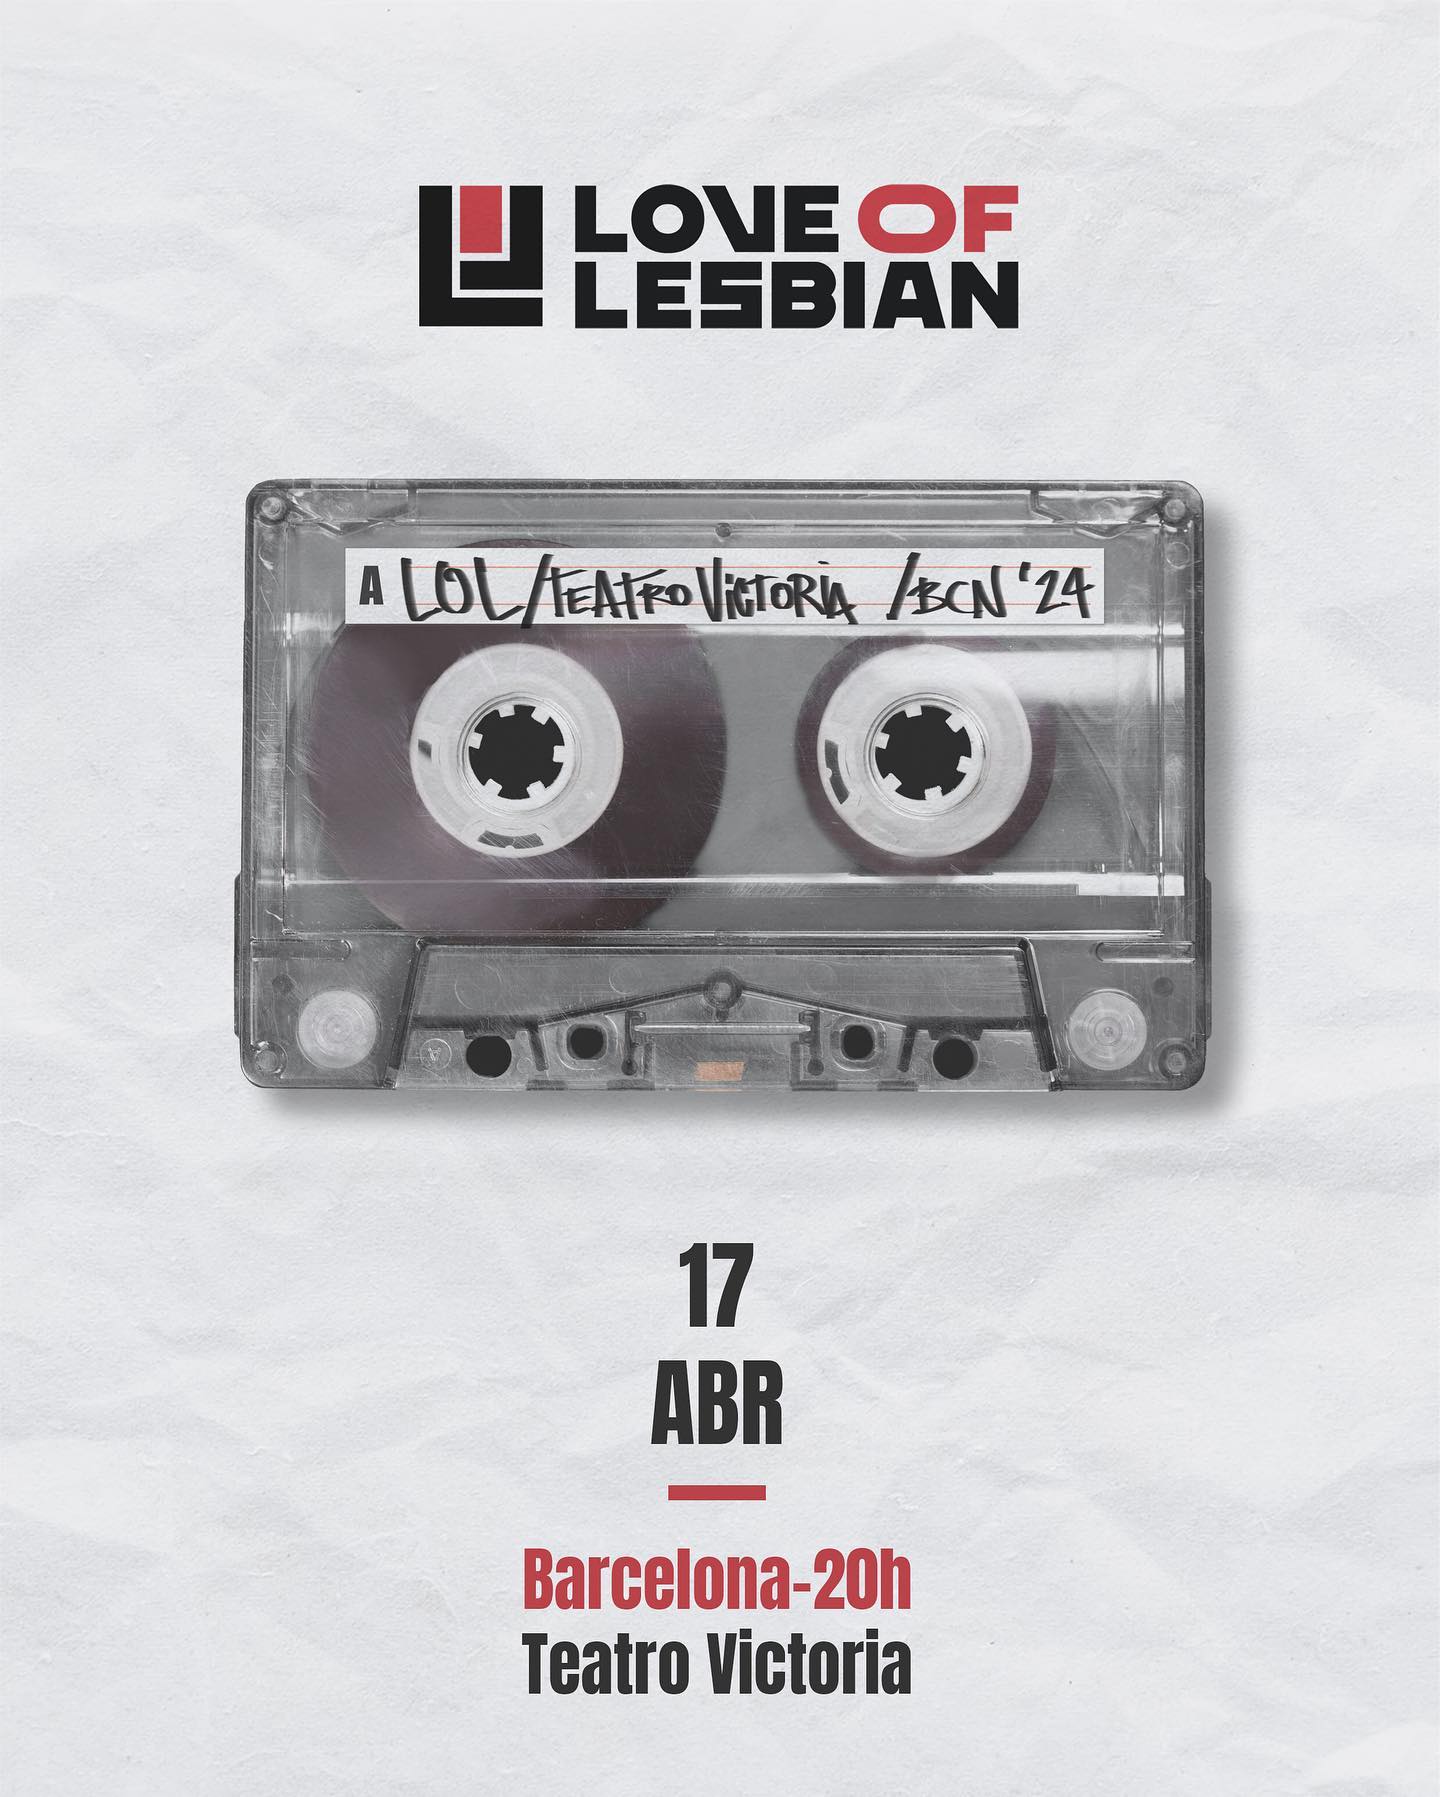 LOVE OF
LESBIAN
A LOL/TEATRO VICTORIA /BCN '24
17
ABR
Barcelona-20h
Teatro Victoria